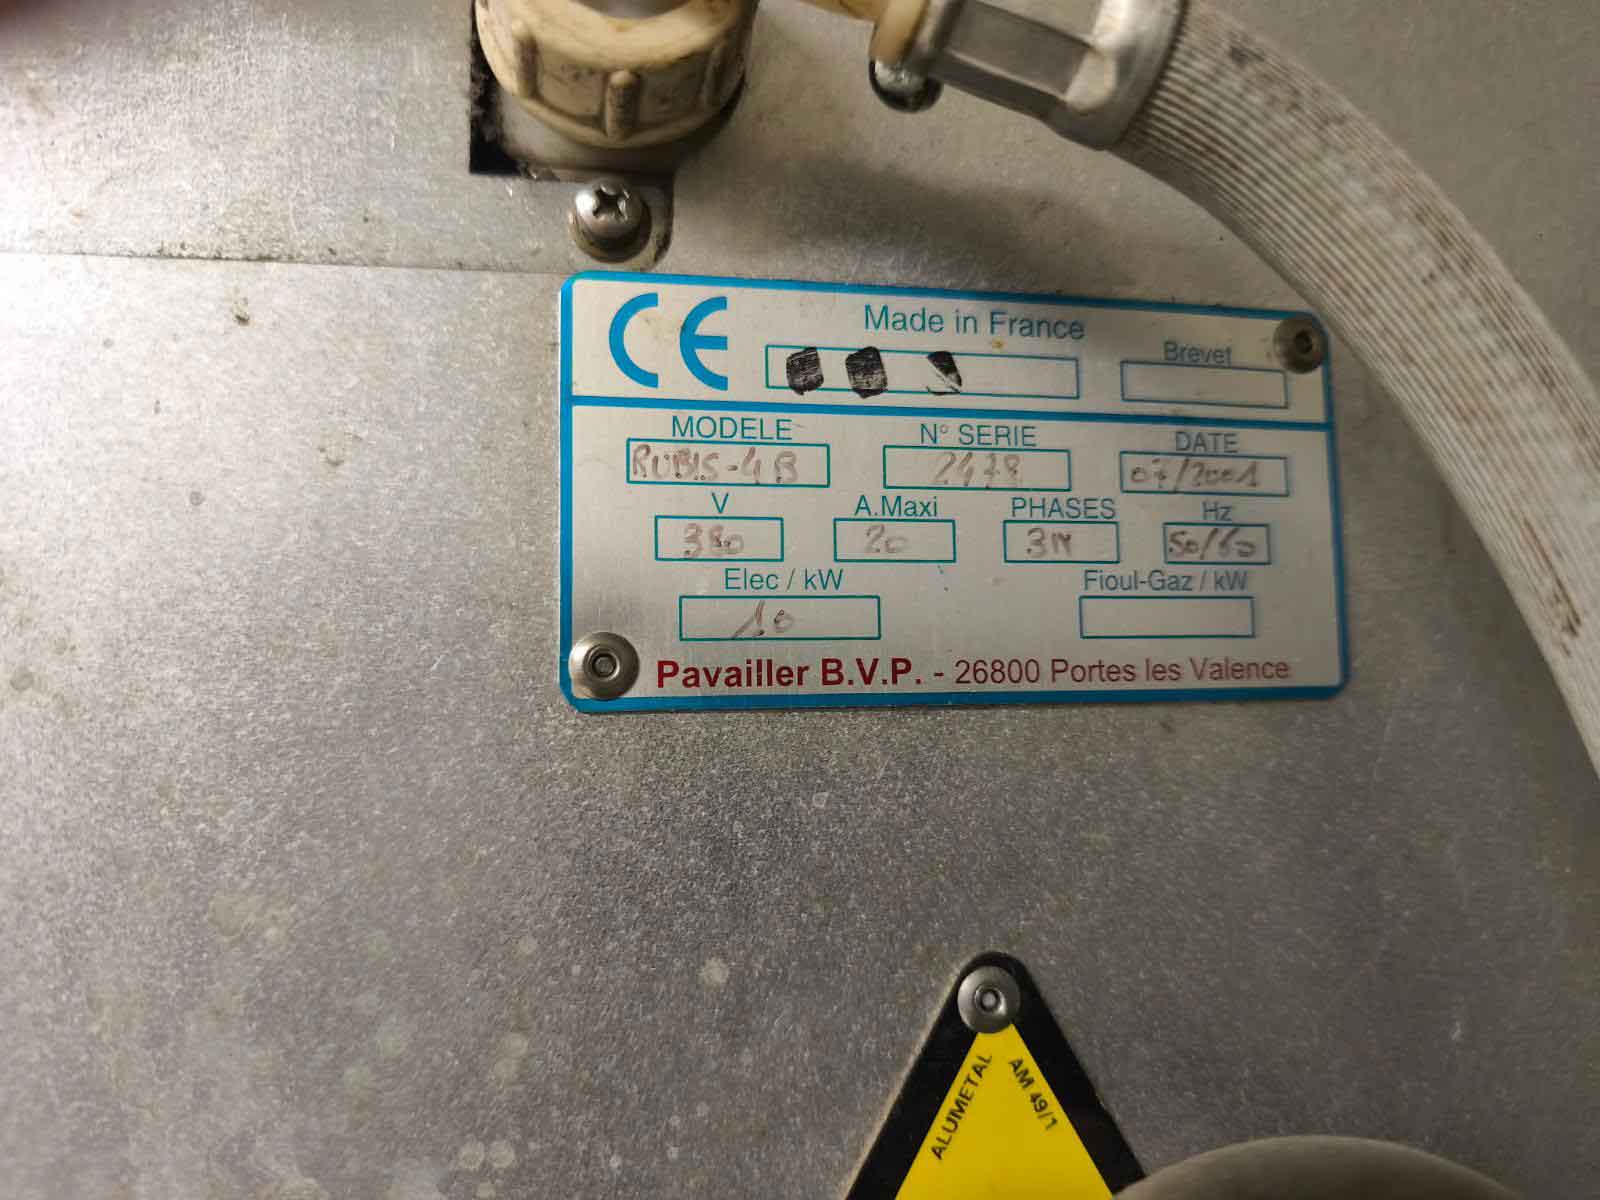 CE
Made in France
Brevet
MODELE N° SERIE DATE
RUBIS-4B 2478 07/2001
V A.Maxi PHASES Hz
380 20 3N 50/60
Elec / kW Fioul-Gaz / kW
10
Pavailler B.V.P. - 26800 Portes les Valence
ALUMETAL AM 49/1